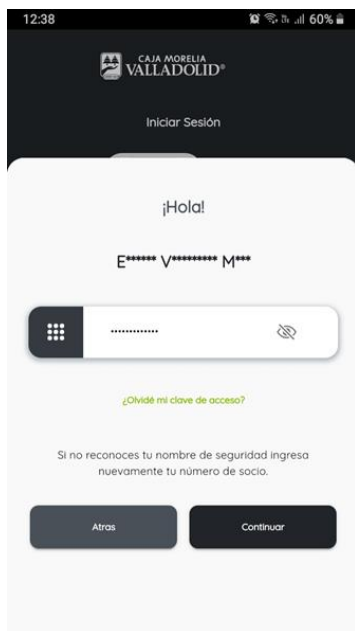 12:38
60%
CAJA MORELIA
VALLADOLID®
Iniciar Sesión
¡Hola!
E****** V********* M***
•••••••••••••
¿Olvidé mi clave de acceso?
Si no reconoces tu nombre de seguridad ingresa
nuevamente tu número de socio.
Atras
Continuar